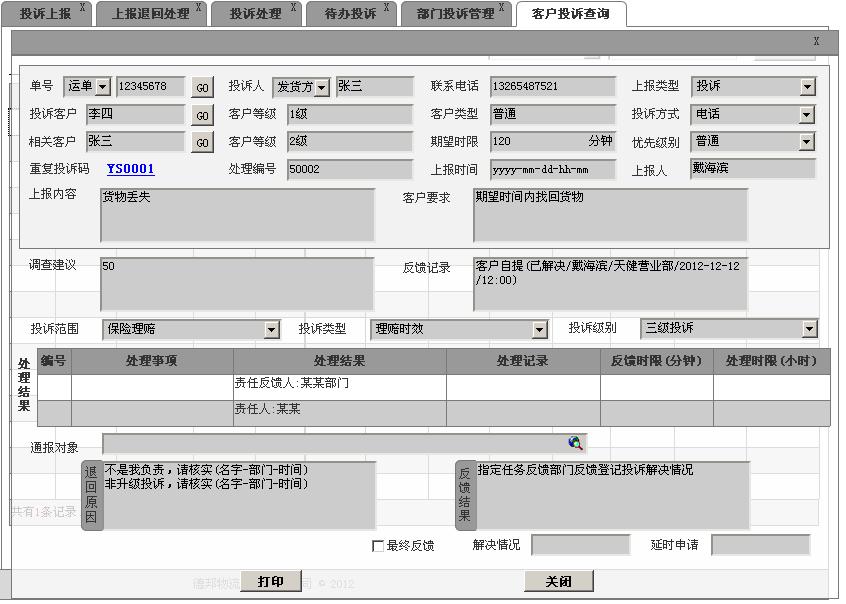 投诉上报 X 上报退回处理 X 投诉处理 X 待办投诉 X 部门投诉管理 X 客户投诉查询
X
单号 运单 12345678 GO 投诉人 发货方 张三 联系电话 13265487521 上报类型 投诉
投诉客户 李四 GO 客户等级 1级 客户类型 普通 投诉方式 电话
相关客户 张三 GO 客户等级 2级 期望时限 120 分钟 优先级别 普通
重复投诉码 YS0001 处理编号 50002 上报时间 yyyy-mm-dd-hh-mm 上报人 戴海滨
上报内容 货物丢失 客户要求 期望时间内找回货物
调查建议 50 反馈记录 客户自提(已解决/戴海滨/天健营业部/2012-12-12
/12:00)
投诉范围 保险理赔 投诉类型 理赔时效 投诉级别 三级投诉
处理结果
编号 处理事项 处理结果 处理记录 反馈时限(分钟) 处理时限(小时)
责任反馈人:某某部门
责任人:某某
通报对象
退回原因
不是我负责，请核实(名字-部门-时间)
非升级投诉，请核实(名字-部门-时间)
反馈结果
指定任务反馈部门反馈登记投诉解决情况
共有1条记录
最终反馈 解决情况 延时申请
德邦物流 打印 司 © 2012 关闭